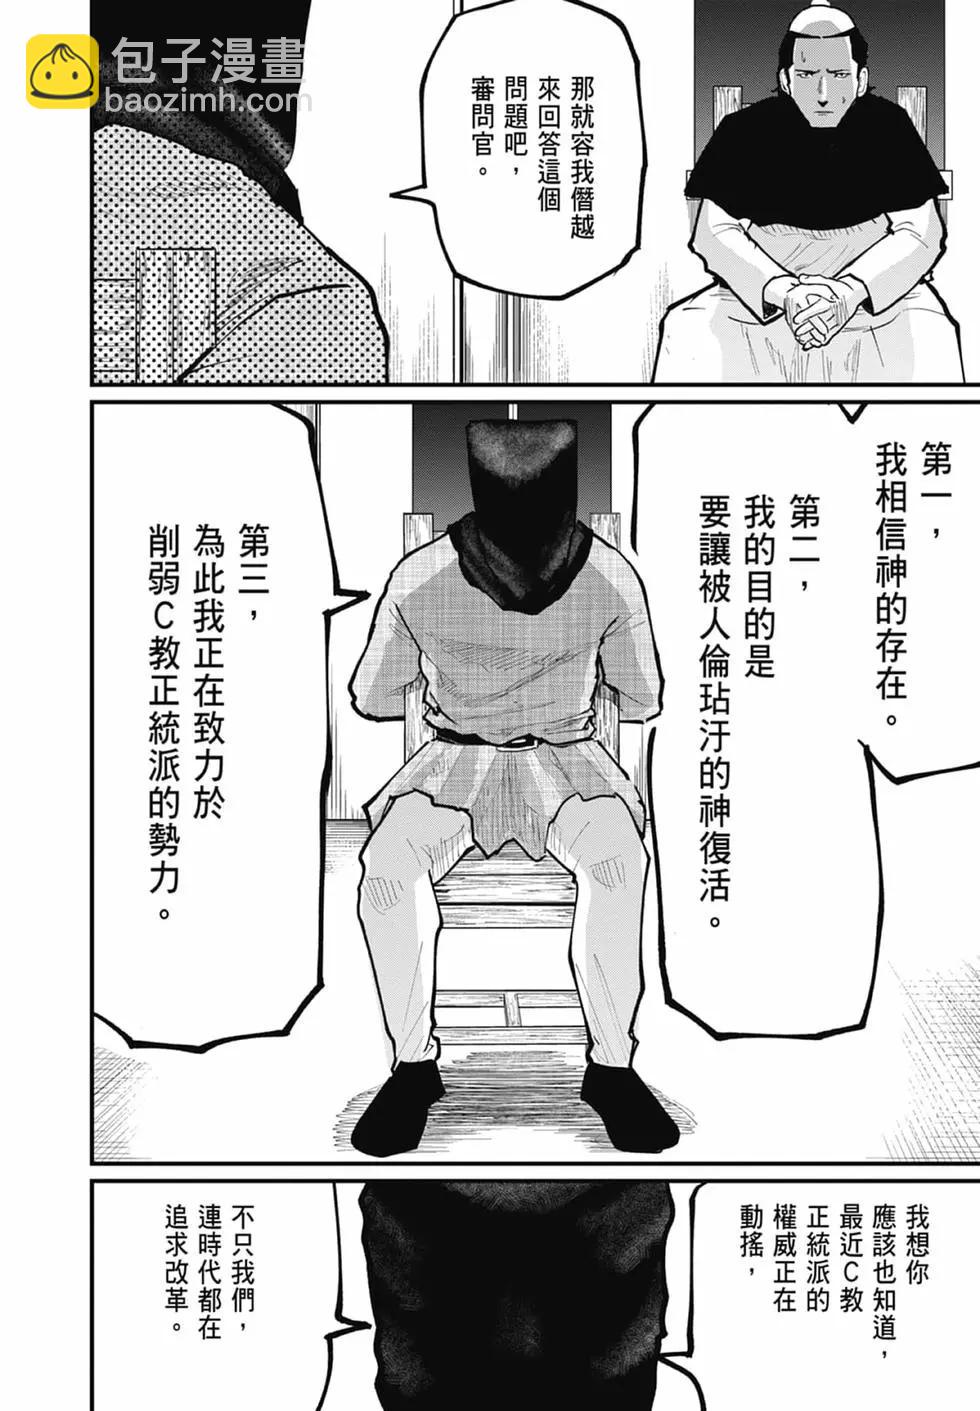 包子漫畫
baozimh.com
那就容我僭越
來回答這個
問題吧，
審問官。
第一，
我相信神的存在。
第二，
我的目的是
要讓被人倫玷汙的神復活。
第三，
為此我正在致力於
削弱C教正統派的勢力。
我想你
應該也知道，
最近C教
正統派的
權威正在
動搖，
不只我們，
連時代都在
追求改革。